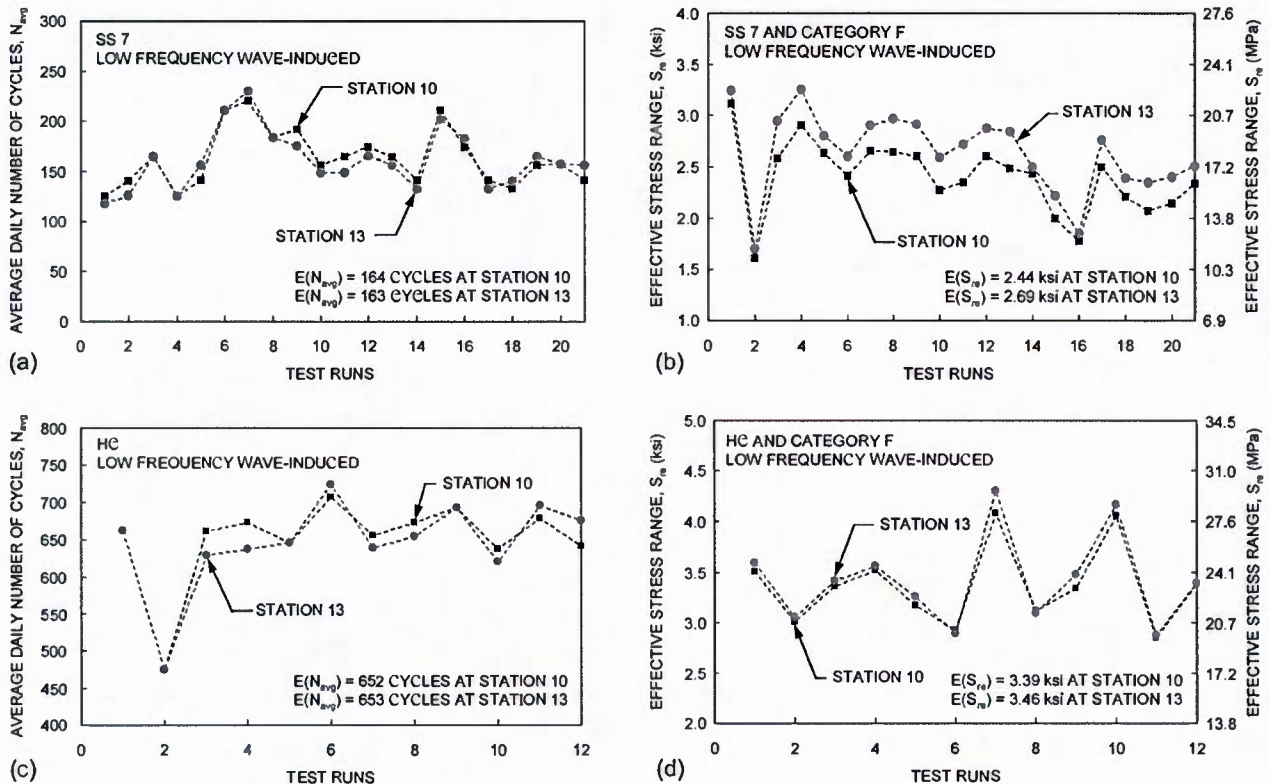 (a)
AVERAGE DAILY NUMBER OF CYCLES, Navg
300
250
200
150
100
50
0
SS 7
LOW FREQUENCY WAVE-INDUCED
STATION 10
STATION 13
E(Navg) = 164 CYCLES AT STATION 10
E(Navg) = 163 CYCLES AT STATION 13
0 2 4 6 8 10 12 14 16 18 20
TEST RUNS
(b)
EFFECTIVE STRESS RANGE, Sre (ksi)
4.0
3.5
3.0
2.5
2.0
1.5
1.0
SS 7 AND CATEGORY F
LOW FREQUENCY WAVE-INDUCED
STATION 13
STATION 10
E(Sre) = 2.44 ksi AT STATION 10
E(Sre) = 2.69 ksi AT STATION 13
27.6
24.1
20.7
17.2
13.8
10.3
6.9
EFFECTIVE STRESS RANGE, Sre (MPa)
0 2 4 6 8 10 12 14 16 18 20
TEST RUNS
(c)
AVERAGE DAILY NUMBER OF CYCLES, Navg
800
750
700
650
600
550
500
450
400
HC
LOW FREQUENCY WAVE-INDUCED
STATION 10
STATION 13
E(Navg) = 652 CYCLES AT STATION 10
E(Navg) = 653 CYCLES AT STATION 13
0 2 4 6 8 10 12
TEST RUNS
(d)
EFFECTIVE STRESS RANGE, Sre (ksi)
5.0
4.5
4.0
3.5
3.0
2.5
2.0
HC AND CATEGORY F
LOW FREQUENCY WAVE-INDUCED
STATION 13
STATION 10
E(Sre) = 3.39 ksi AT STATION 10
E(Sre) = 3.46 ksi AT STATION 13
34.5
31.0
27.6
24.1
20.7
17.2
13.8
EFFECTIVE STRESS RANGE, Sre (MPa)
0 2 4 6 8 10 12
TEST RUNS